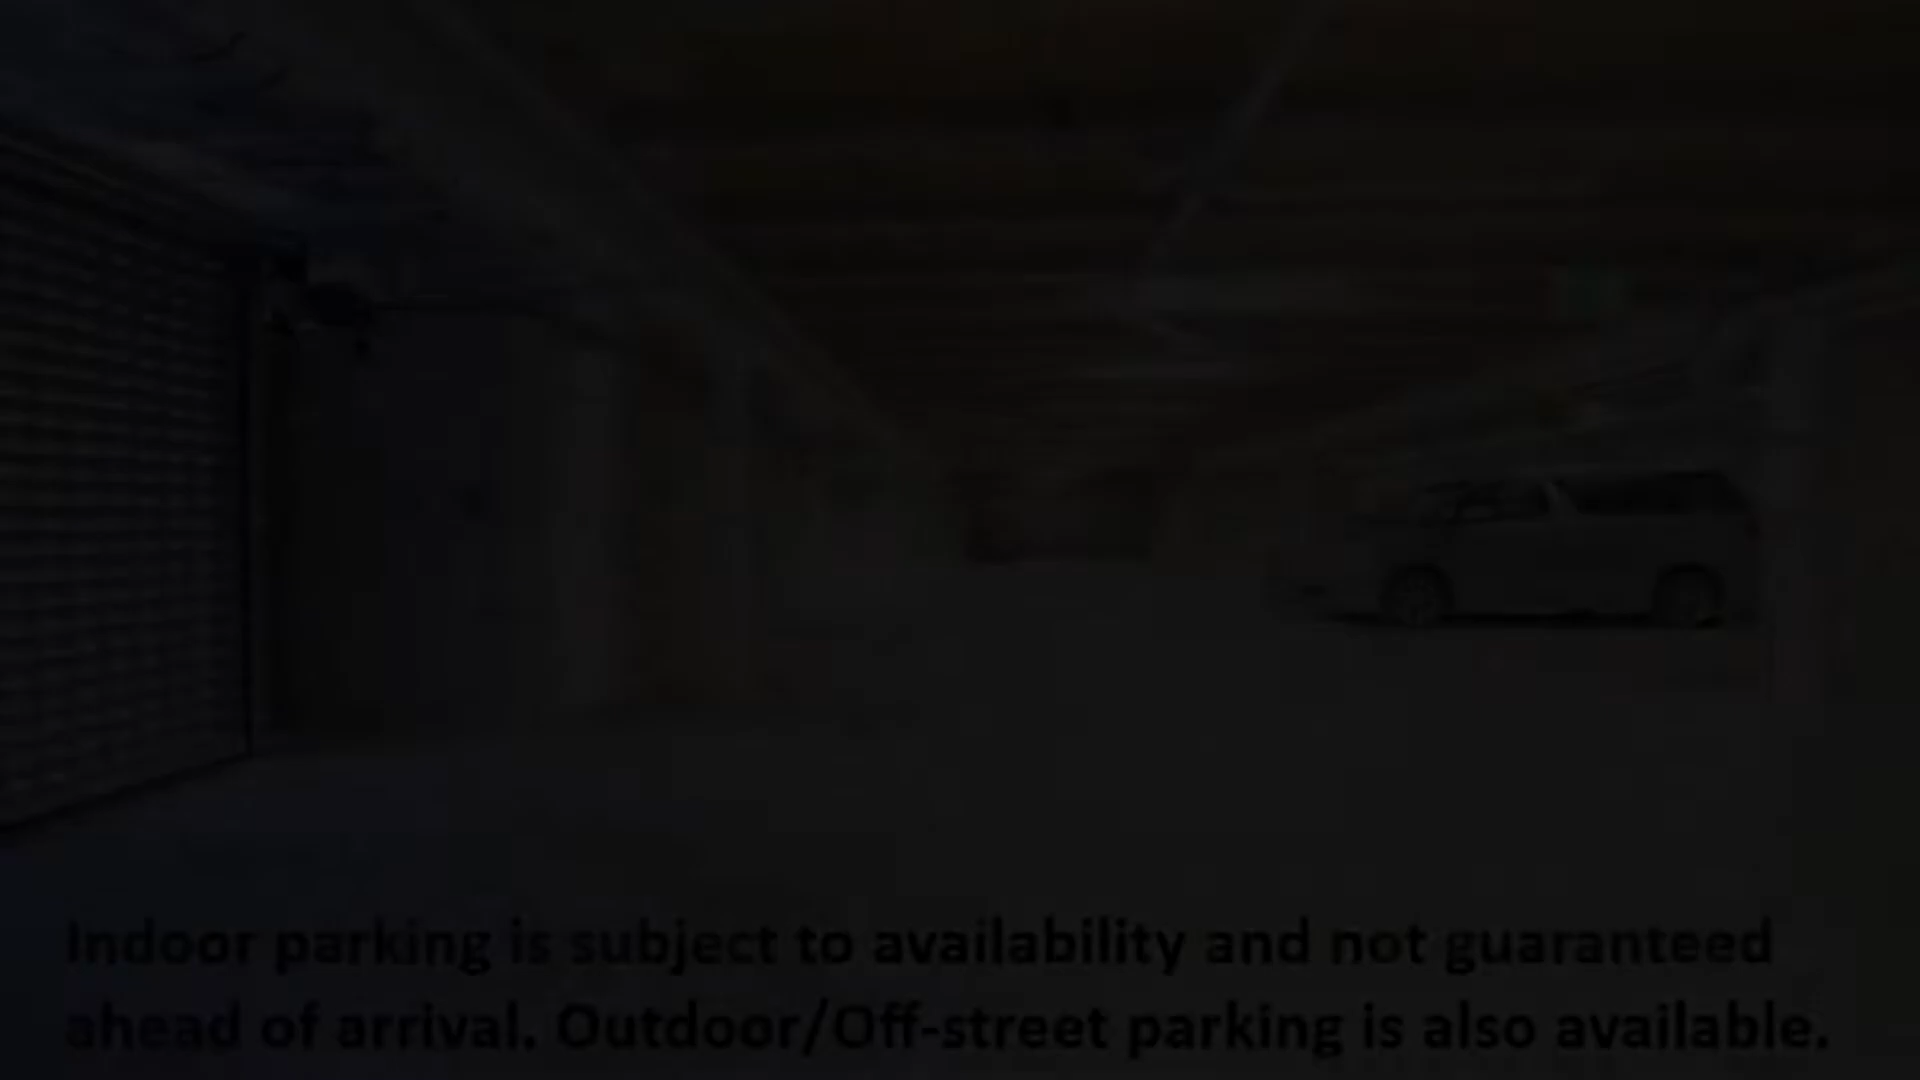 Indoor parking is subject to availability and not guaranteed
ahead of arrival. Outdoor/Off-street parking is also available.